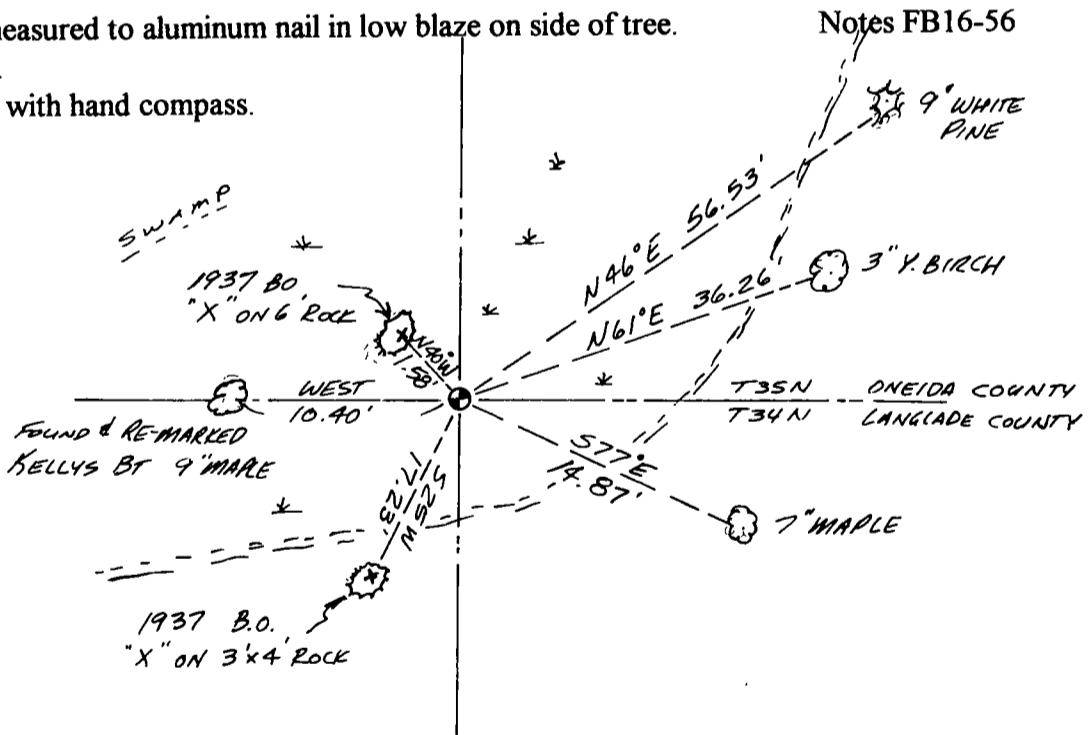 measured to aluminum nail in low blaze on side of tree.
Notes FB16-56
with hand compass.
9" WHITE
PINE
SWAMP
N46°E 56.53'
1937 BO
"X" ON 6' ROCK
3" Y. BIRCH
N61°E 36.26'
N40W
1.58'
WEST
10.40'
T35N
ONEIDA COUNTY
T34N
LANGLADE COUNTY
FOUND & RE-MARKED
KELLYS BT 9" MAPLE
S77°E
14.87'
S25W
17.23'
7" MAPLE
1937 B.O.
"X" ON 3'x4' ROCK